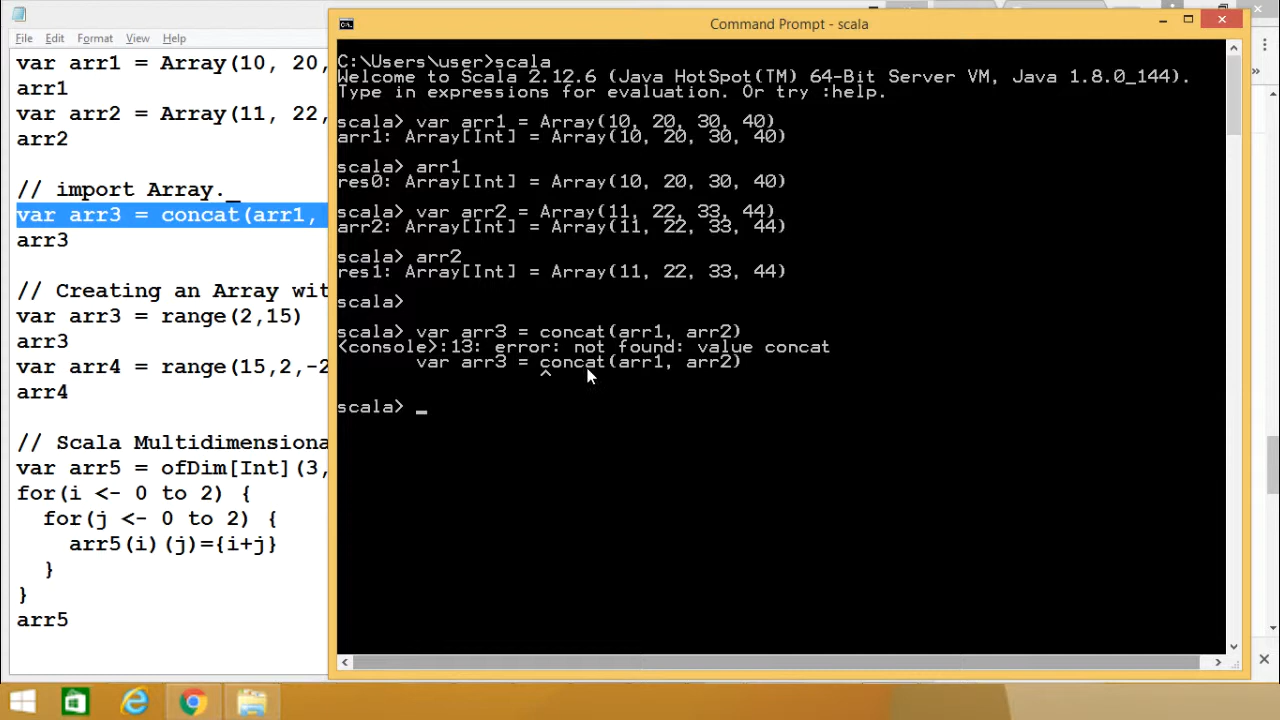 Command Prompt - scala
File Edit Format View Help
var arr1 = Array(10, 20,
arr1
var arr2 = Array(11, 22,
arr2
// import Array._
var arr3 = concat(arr1,
arr3
// Creating an Array wit
var arr3 = range(2,15)
arr3
var arr4 = range(15,2,-2
arr4
// Scala Multidimensiona
var arr5 = ofDim[Int](3,
for(i <- 0 to 2) {
for(j <- 0 to 2) {
arr5(i)(j)={i+j}
}
}
arr5
C:\Users\user>scala
Welcome to Scala 2.12.6 (Java HotSpot(TM) 64-Bit Server VM, Java 1.8.0_144).
Type in expressions for evaluation. Or try :help.
scala> var arr1 = Array(10, 20, 30, 40)
arr1: Array[Int] = Array(10, 20, 30, 40)
scala> arr1
res0: Array[Int] = Array(10, 20, 30, 40)
scala> var arr2 = Array(11, 22, 33, 44)
arr2: Array[Int] = Array(11, 22, 33, 44)
scala> arr2
res1: Array[Int] = Array(11, 22, 33, 44)
scala>
scala> var arr3 = concat(arr1, arr2)
<console>:13: error: not found: value concat
var arr3 = concat(arr1, arr2)
^
scala> _